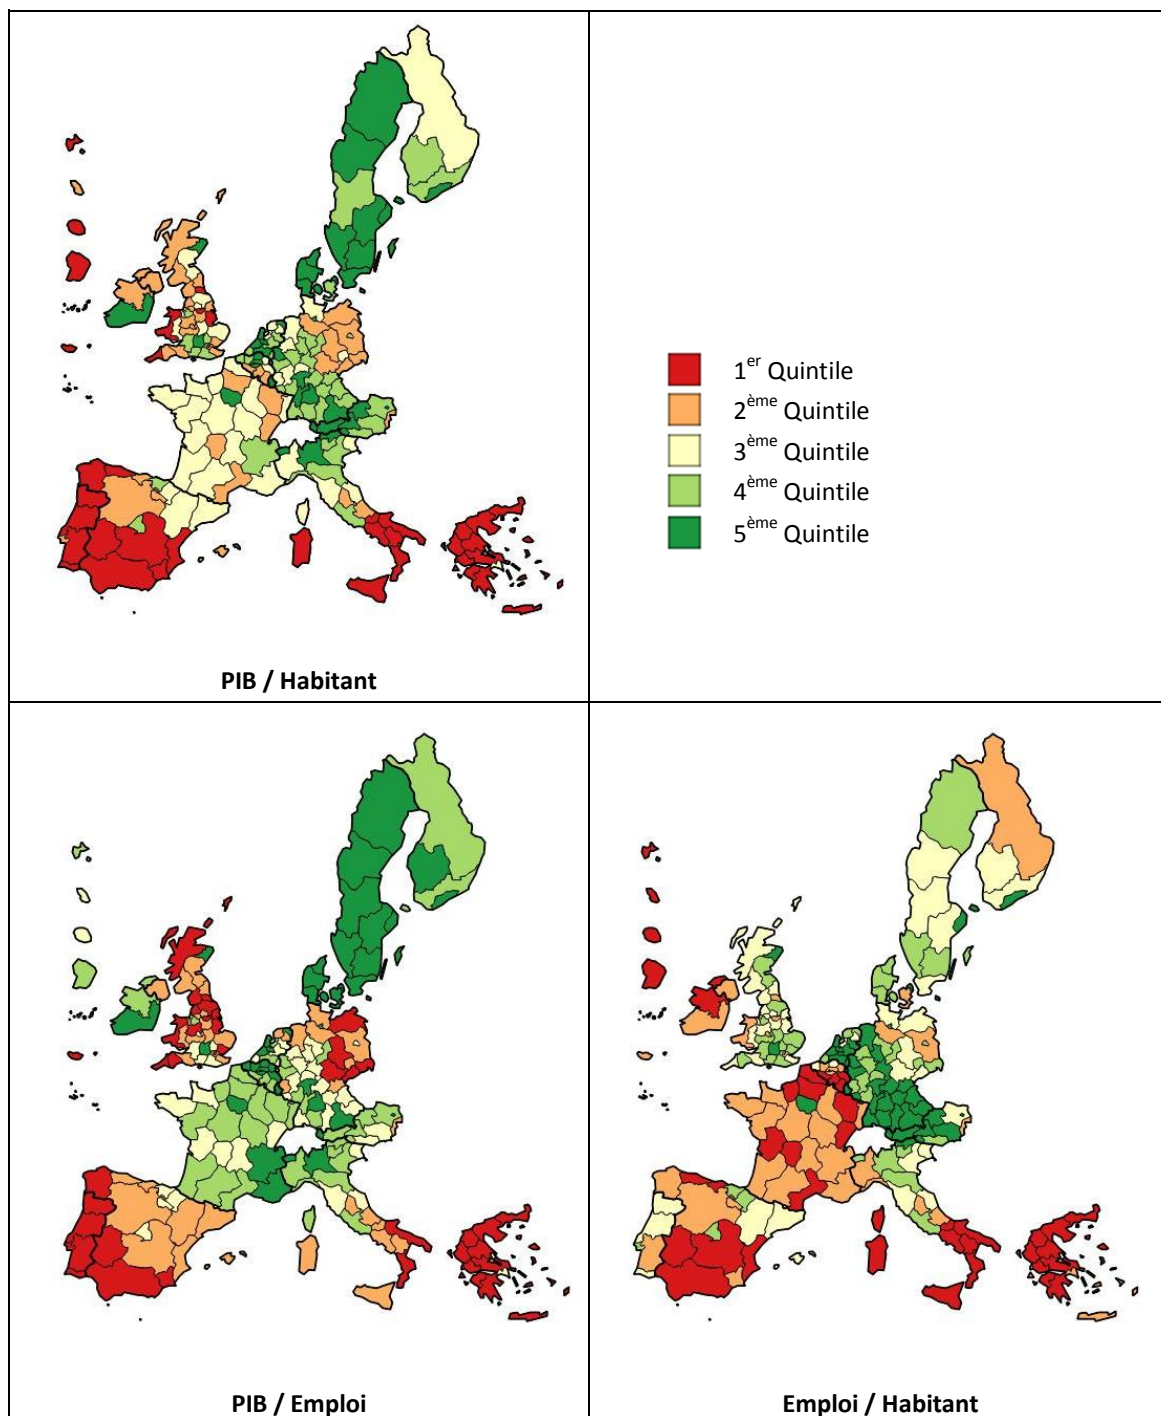 1er Quintile
2ème Quintile
3ème Quintile
4ème Quintile
5ème Quintile
PIB / Habitant
PIB / Emploi
Emploi / Habitant